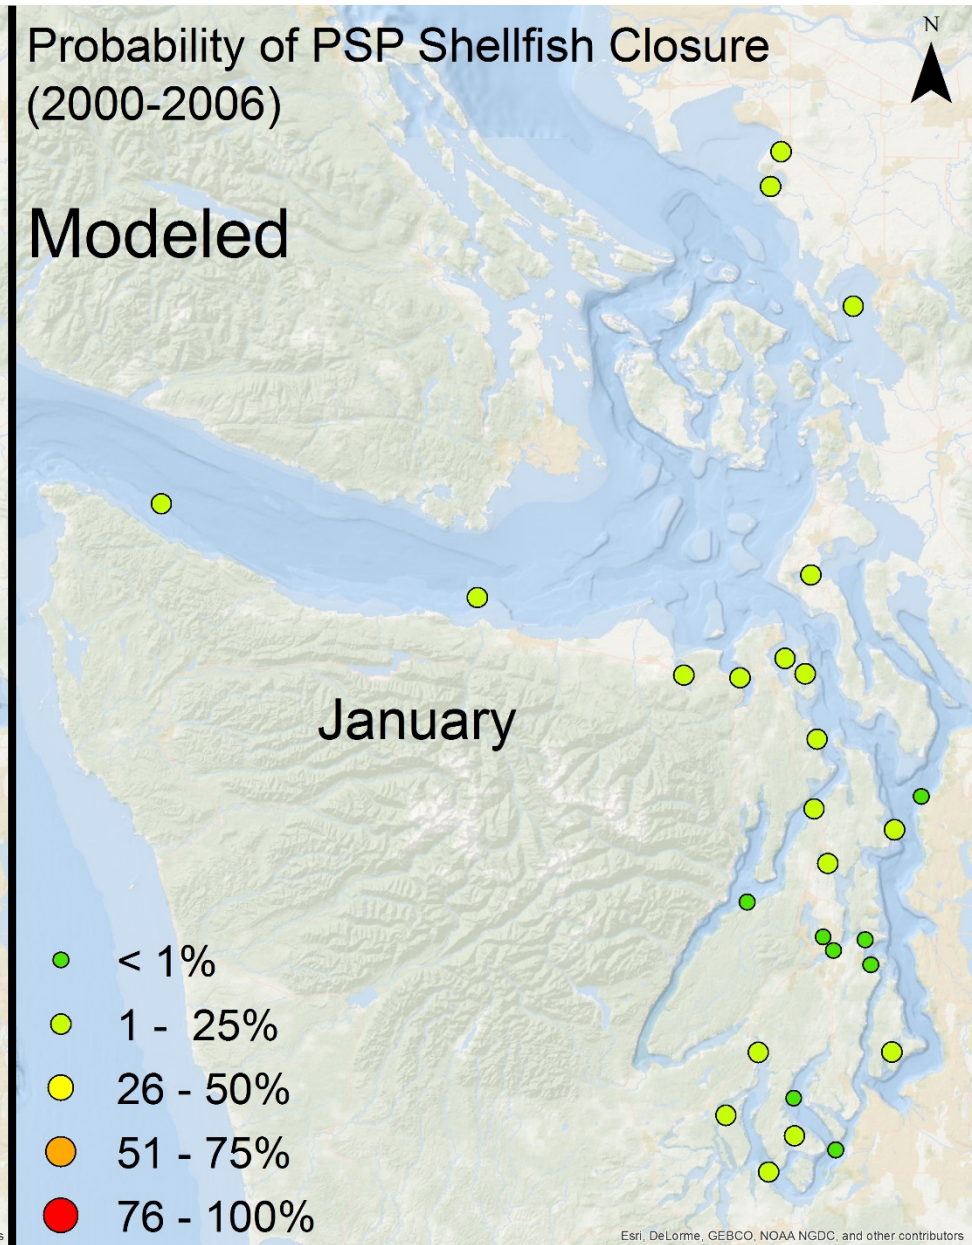 Probability of PSP Shellfish Closure
(2000-2006)
N
Modeled
January
< 1%
1 - 25%
26 - 50%
51 - 75%
76 - 100%
s
Esri, DeLorme, GEBCO, NOAA NGDC, and other contributors